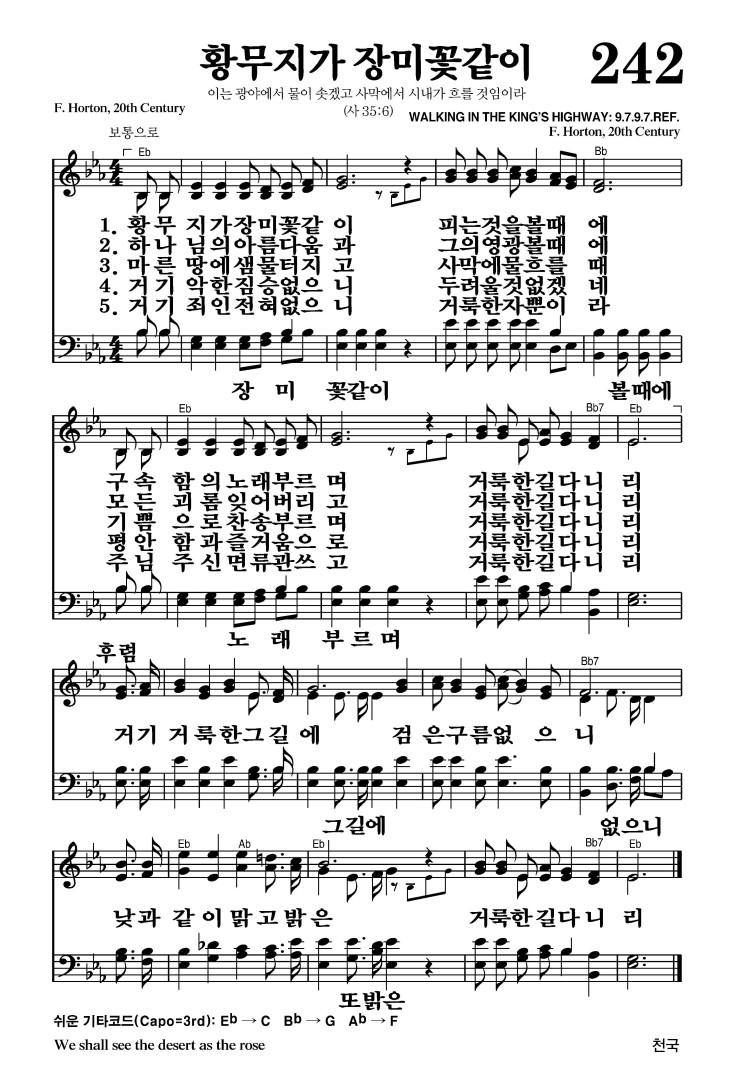 황무지가 장미꽃같이 242
이는 광야에서 물이 솟겠고 사막에서 시내가 흐를 것임이라
(사 35:6)
F. Horton, 20th Century
WALKING IN THE KING'S HIGHWAY: 9.7.9.7.REF.
F. Horton, 20th Century
보통으로
Eb Bb
1. 황무 지가장미꽃같 이 피는것을볼때 에
2. 하나 님의아름다움 과 그의영광볼때 에
3. 마른 땅에샘물터지 고 사막에물흐를 때
4. 거기 악한짐승없으 니 두려울것없겠 네
5. 거기 죄인전혀없으 니 거룩한자뿐이 라
장 미 꽃같이 볼때에
Eb Bb7 Eb
구속 함의노래부르 며 거룩한길다니 리
모든 괴롬잊어버리 고 거룩한길다니 리
기쁨 으로찬송부르 며 거룩한길다니 리
평안 함과즐거움으 로 거룩한길다니 리
주님 주신면류관쓰 고 거룩한길다니 리
노 래 부르며
후렴
Bb7
거기 거룩한그길에 검은구름없 으 니
그길에 없으니
Eb Ab Eb Bb7 Eb
낮과 같이맑고밝은 거룩한길다니 리
또밝은
쉬운 기타코드(Capo=3rd): Eb → C Bb → G Ab → F
We shall see the desert as the rose
천국